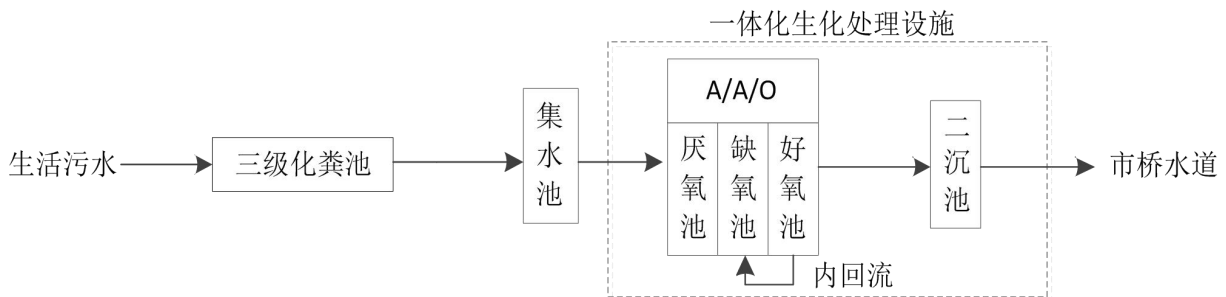 一体化生化处理设施
生活污水
三级化粪池
集水池
A/A/O
厌氧池
缺氧池
好氧池
内回流
二沉池
市桥水道